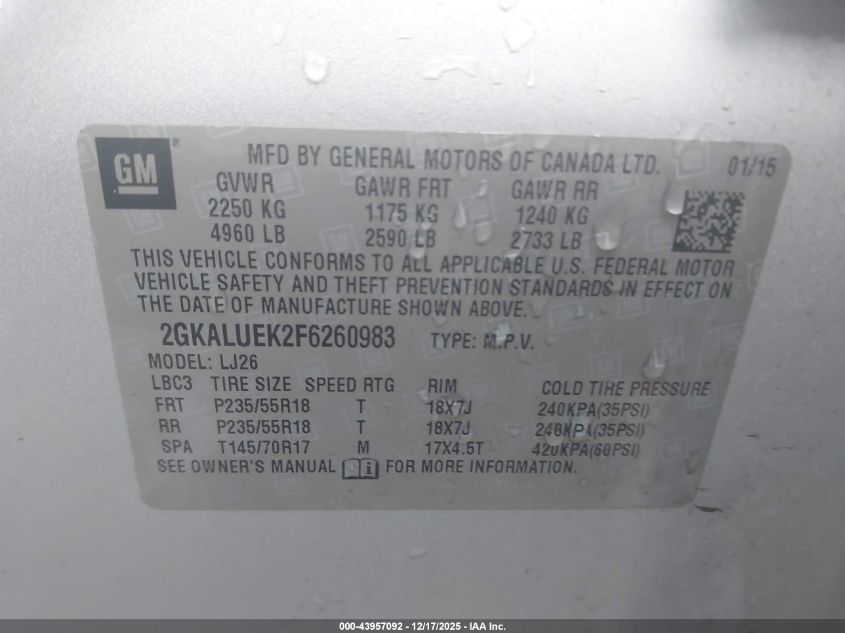 GM
MFD BY GENERAL MOTORS OF CANADA LTD. 01/15
GVWR GAWR FRT GAWR RR
2250 KG 1175 KG 1240 KG
4960 LB 2590 LB 2733 LB
THIS VEHICLE CONFORMS TO ALL APPLICABLE U.S. FEDERAL MOTOR
VEHICLE SAFETY AND THEFT PREVENTION STANDARDS IN EFFECT ON
THE DATE OF MANUFACTURE SHOWN ABOVE.
2GKALUEK2F6260983 TYPE: M.P.V.
MODEL: LJ26
LBC3 TIRE SIZE SPEED RTG RIM COLD TIRE PRESSURE
FRT P235/55R18 T 18X7J 240KPA(35PSI)
RR P235/55R18 T 18X7J 240KPA(35PSI)
SPA T145/70R17 M 17X4.5T 420KPA(60PSI)
SEE OWNER'S MANUAL i FOR MORE INFORMATION.
000-43957092 - 12/17/2025 - IAA Inc.